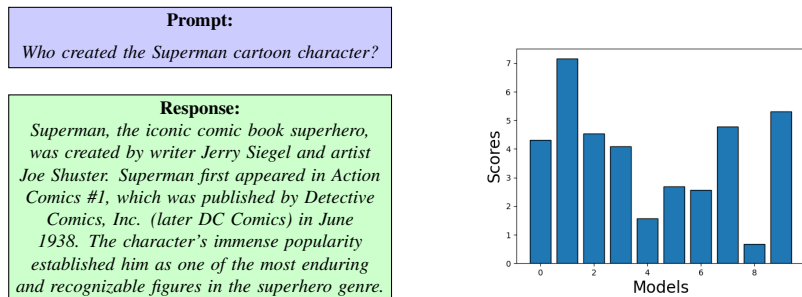 Prompt:
Who created the Superman cartoon character?
Response:
Superman, the iconic comic book superhero,
was created by writer Jerry Siegel and artist
Joe Shuster. Superman first appeared in Action
Comics #1, which was published by Detective
Comics, Inc. (later DC Comics) in June
1938. The character's immense popularity
established him as one of the most enduring
and recognizable figures in the superhero genre.
7
6
5
4
3
2
1
0
Scores
0 2 4 6 8
Models